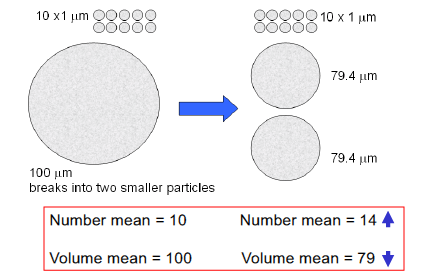 10 x1 μm
10 x 1 μm
79.4 μm
79.4 μm
100 μm
breaks into two smaller particles
Number mean = 10
Number mean = 14
Volume mean = 100
Volume mean = 79